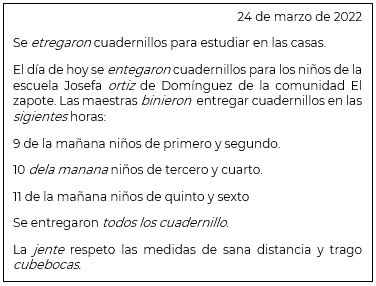 24 de marzo de 2022
Se etregaron cuadernillos para estudiar en las casas.
El día de hoy se entegaron cuadernillos para los niños de la
escuela Josefa ortiz de Domínguez de la comunidad El
zapote. Las maestras binieron entregar cuadernillos en las
sigientes horas:
9 de la mañana niños de primero y segundo.
10 dela manana niños de tercero y cuarto.
11 de la mañana niños de quinto y sexto
Se entregaron todos los cuadernillo.
La jente respeto las medidas de sana distancia y trago
cubebocas.